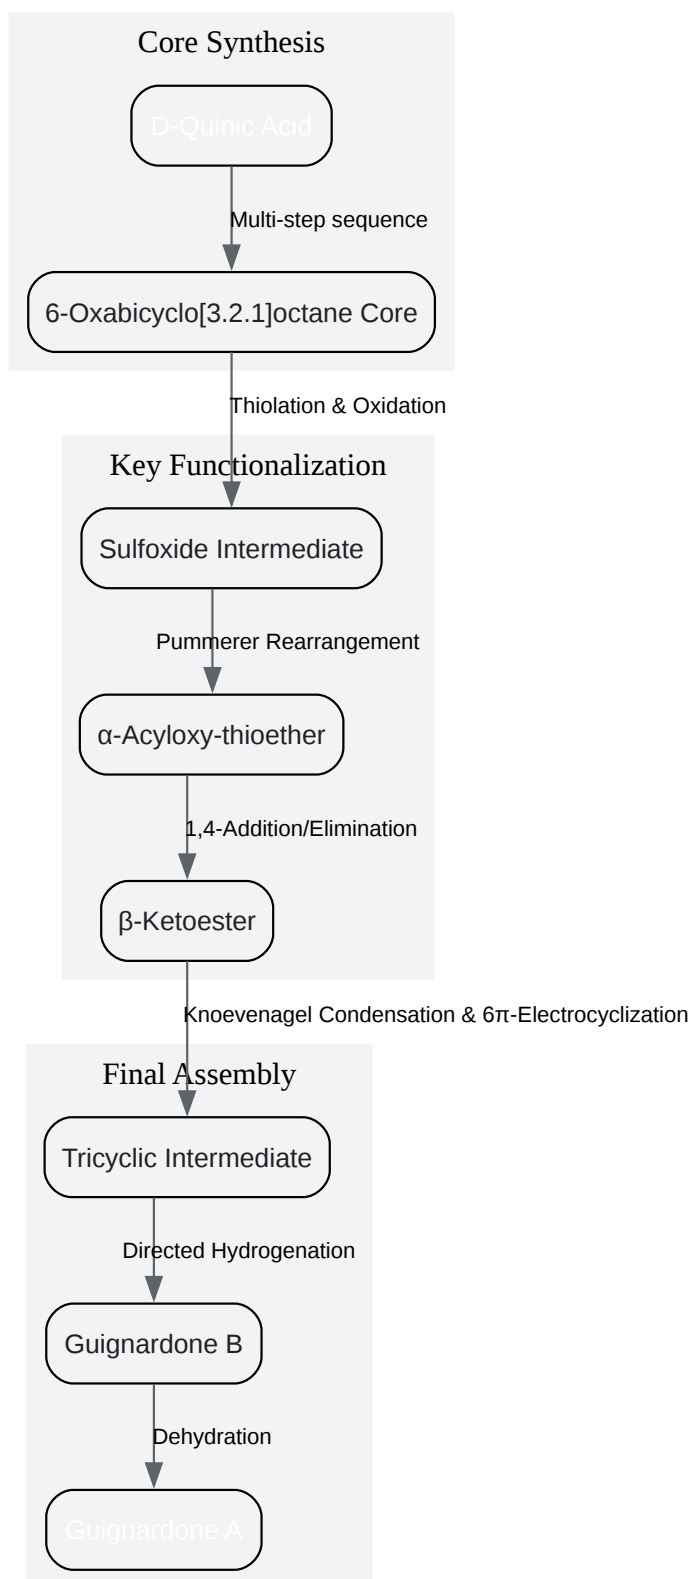 Core Synthesis
D-Quinic Acid
Multi-step sequence
6-Oxabicyclo[3.2.1]octane Core
Thiolation & Oxidation
Key Functionalization
Sulfoxide Intermediate
Pummerer Rearrangement
α-Acyloxy-thioether
1,4-Addition/Elimination
β-Ketoester
Knoevenagel Condensation & 6π-Electrocyclization
Final Assembly
Tricyclic Intermediate
Directed Hydrogenation
Guignardone B
Dehydration
Guignardone A